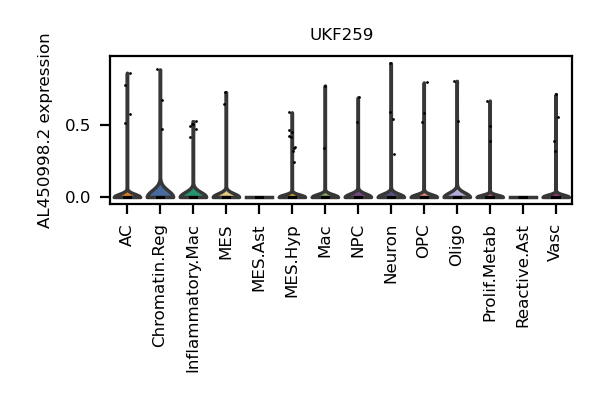 UKF259
AL450998.2 expression
0.5
0.0
AC
Chromatin.Reg
Inflammatory.Mac
MES
MES.Ast
MES.Hyp
Mac
NPC
Neuron
OPC
Oligo
Prolif.Metab
Reactive.Ast
Vasc